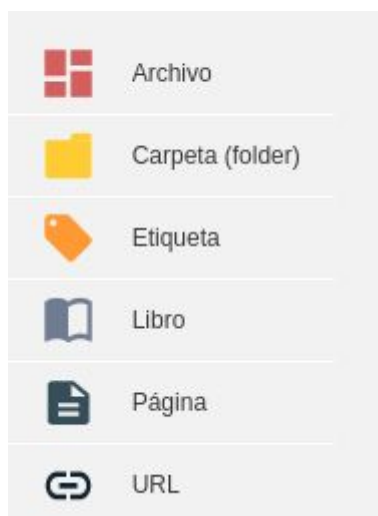 Archivo
Carpeta (folder)
Etiqueta
Libro
Página
URL